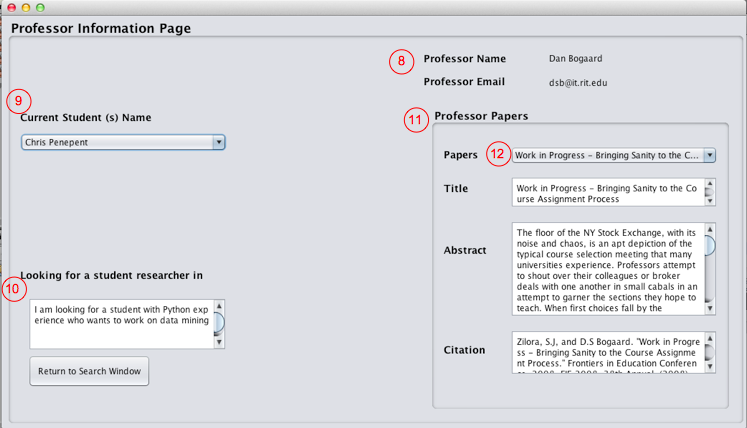 Professor Information Page
8
Professor Name
Dan Bogaard
Professor Email
dsb@it.rit.edu
9
Current Student (s) Name
Chris Penepent
11
Professor Papers
Papers
12
Work in Progress – Bringing Sanity to the C...
Title
Work in Progress – Bringing Sanity to the Co
urse Assignment Process
Abstract
The floor of the NY Stock Exchange, with its
noise and chaos, is an apt depiction of the
typical course selection meeting that many
universities experience. Professors attempt
to shout over their colleagues or broker
deals with one another in small cabals in an
attempt to garner the sections they hope to
teach. When first choices fall by the
Looking for a student researcher in
10
I am looking for a student with Python exp
erience who wants to work on data mining
Return to Search Window
Citation
Zilora, S.J, and D.S Bogaard. "Work in Progre
ss – Bringing Sanity to the Course Assignme
nt Process." Frontiers in Education Conferen
ce, 2008. FIE 2008. 38th Annual. (2008)